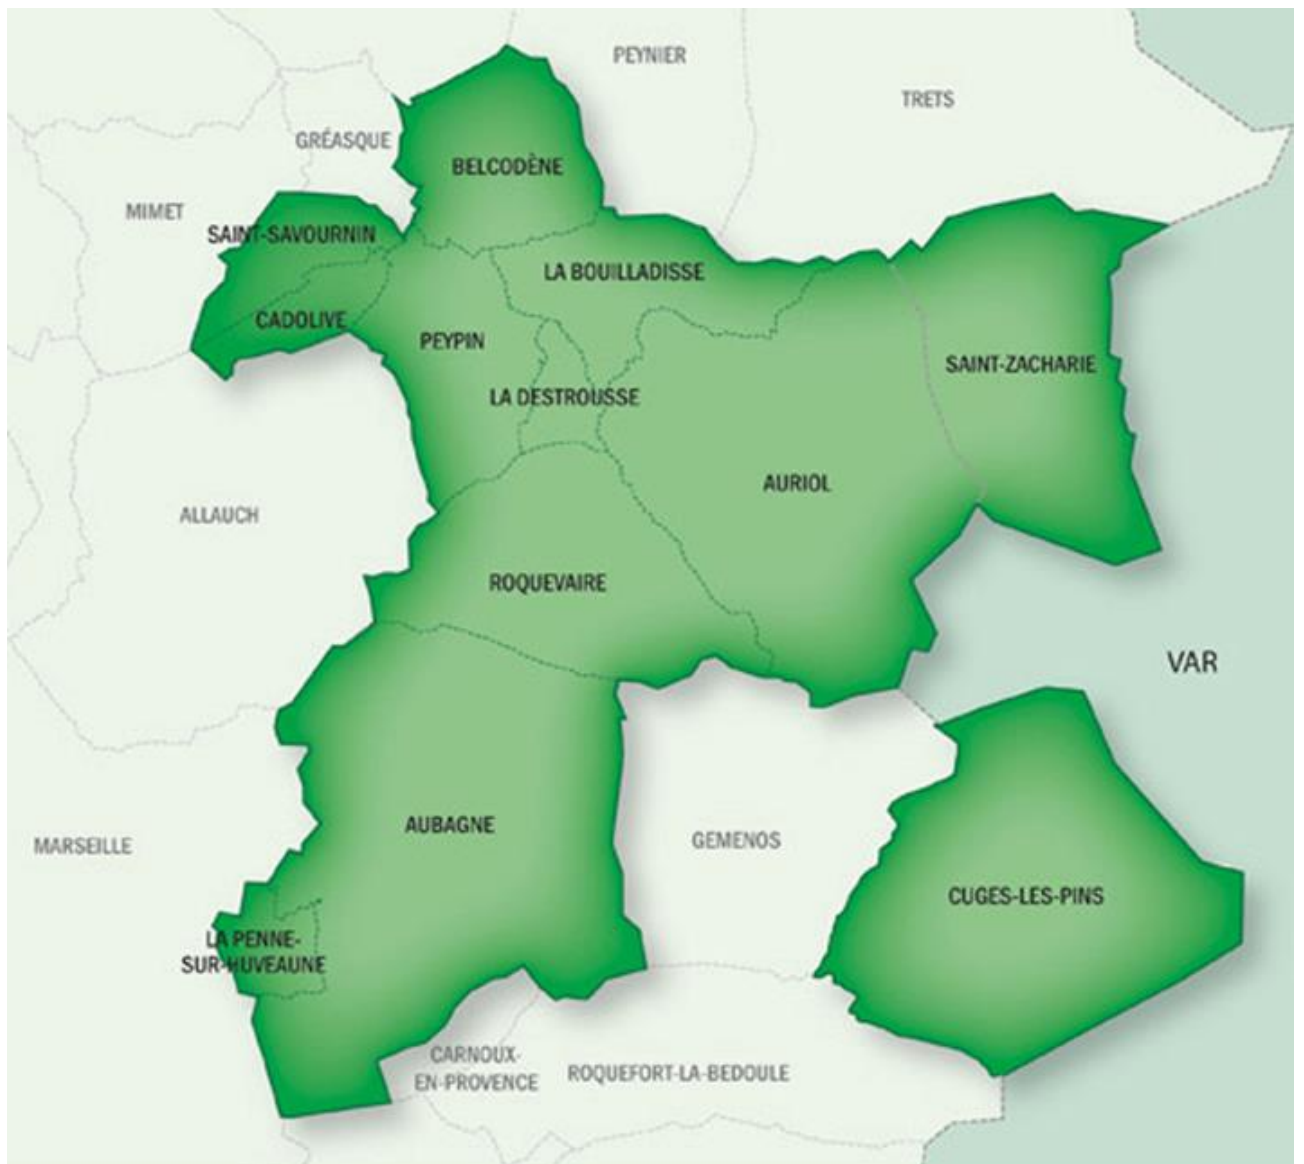 PEYNIER
TRETS
GRÉASQUE
BELCODÈNE
MIMET
SAINT-SAVOURNIN
LA BOUILLADISSE
CADOLIVE
PEYPIN
SAINT-ZACHARIE
LA DESTROUSSE
AURIOL
ALLAUCH
ROQUEVAIRE
VAR
AUBAGNE
MARSEILLE
GEMENOS
CUGES-LES-PINS
LA PENNE-
SUR-HUVEAUNE
CARNOUX-
EN-PROVENCE
ROQUEFORT-LA-BEDOULE